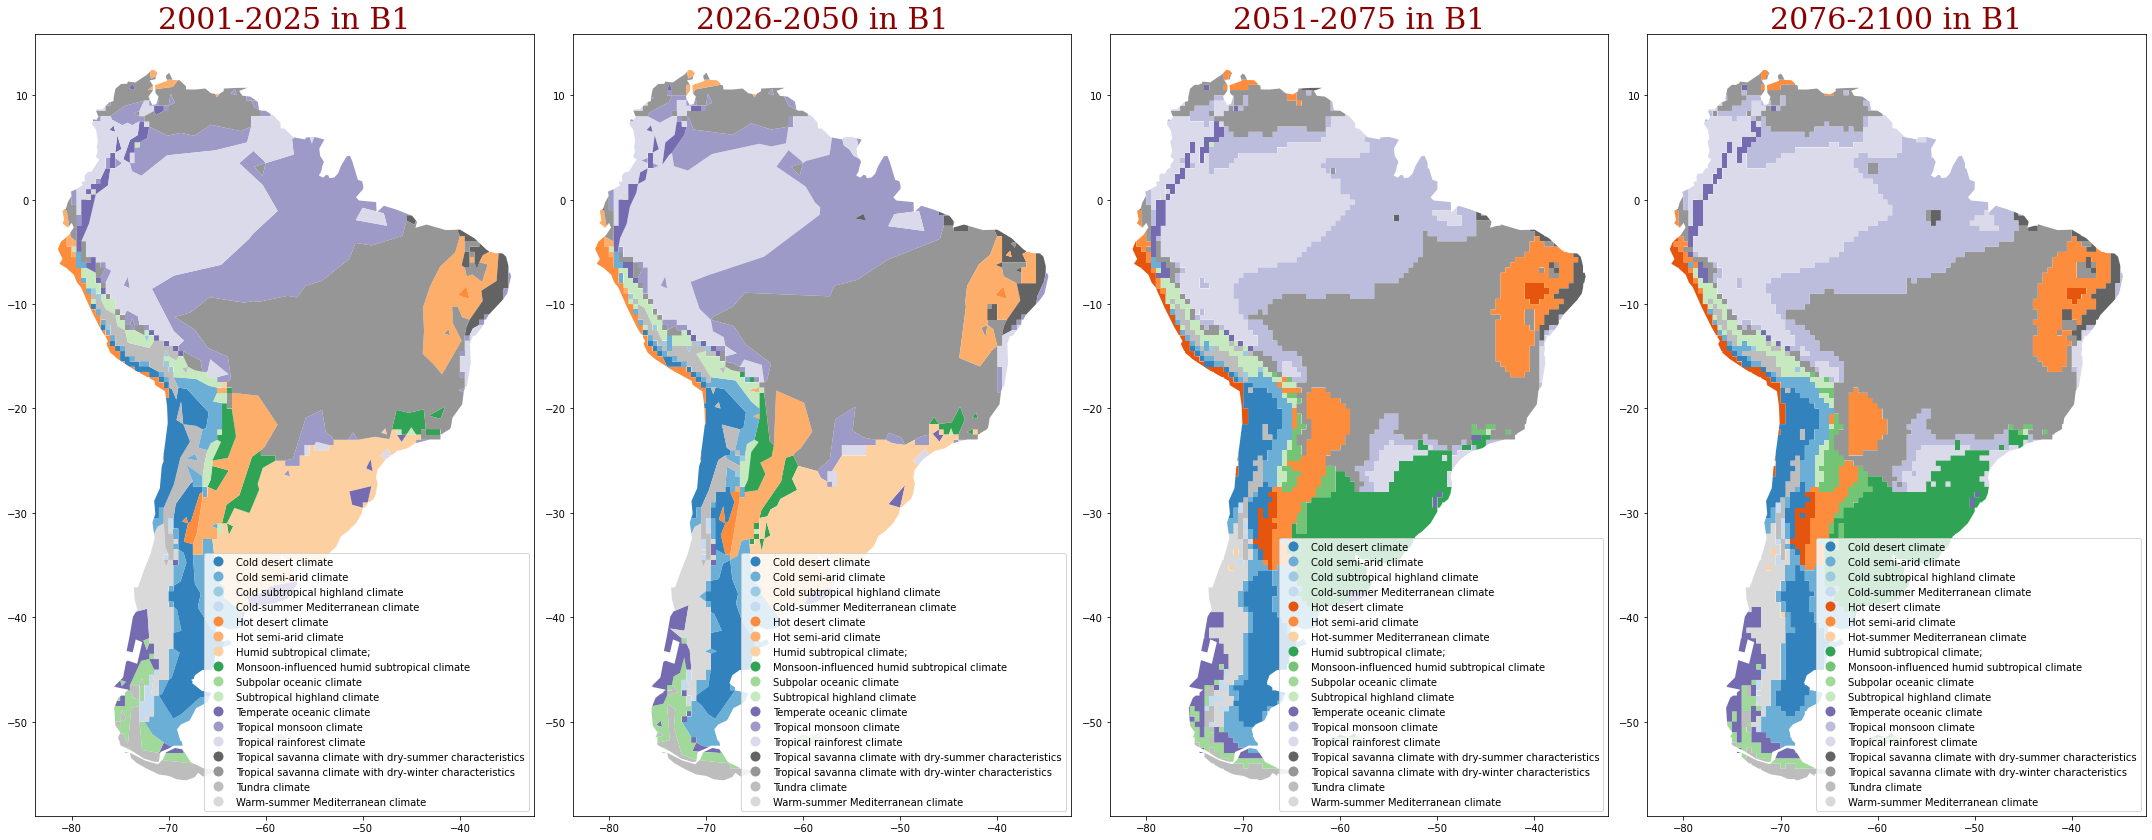 2001-2025 in B1
10
0
−10
−20
−30
−40
−50
−80
−70
−60
−50
−40
Cold desert climate
Cold semi-arid climate
Cold subtropical highland climate
Cold-summer Mediterranean climate
Hot desert climate
Hot semi-arid climate
Humid subtropical climate;
Monsoon-influenced humid subtropical climate
Subpolar oceanic climate
Subtropical highland climate
Temperate oceanic climate
Tropical monsoon climate
Tropical rainforest climate
Tropical savanna climate with dry-summer characteristics
Tropical savanna climate with dry-winter characteristics
Tundra climate
Warm-summer Mediterranean climate
2026-2050 in B1
10
0
−10
−20
−30
−40
−50
−80
−70
−60
−50
−40
Cold desert climate
Cold semi-arid climate
Cold subtropical highland climate
Cold-summer Mediterranean climate
Hot desert climate
Hot semi-arid climate
Humid subtropical climate;
Monsoon-influenced humid subtropical climate
Subpolar oceanic climate
Subtropical highland climate
Temperate oceanic climate
Tropical monsoon climate
Tropical rainforest climate
Tropical savanna climate with dry-summer characteristics
Tropical savanna climate with dry-winter characteristics
Tundra climate
Warm-summer Mediterranean climate
2051-2075 in B1
10
0
−10
−20
−30
−40
−50
−80
−70
−60
−50
−40
Cold desert climate
Cold semi-arid climate
Cold subtropical highland climate
Cold-summer Mediterranean climate
Hot desert climate
Hot semi-arid climate
Hot-summer Mediterranean climate
Humid subtropical climate;
Monsoon-influenced humid subtropical climate
Subpolar oceanic climate
Subtropical highland climate
Temperate oceanic climate
Tropical monsoon climate
Tropical rainforest climate
Tropical savanna climate with dry-summer characteristics
Tropical savanna climate with dry-winter characteristics
Tundra climate
Warm-summer Mediterranean climate
2076-2100 in B1
10
0
−10
−20
−30
−40
−50
−80
−70
−60
−50
−40
Cold desert climate
Cold semi-arid climate
Cold subtropical highland climate
Cold-summer Mediterranean climate
Hot desert climate
Hot semi-arid climate
Hot-summer Mediterranean climate
Humid subtropical climate;
Monsoon-influenced humid subtropical climate
Subpolar oceanic climate
Subtropical highland climate
Temperate oceanic climate
Tropical monsoon climate
Tropical rainforest climate
Tropical savanna climate with dry-summer characteristics
Tropical savanna climate with dry-winter characteristics
Tundra climate
Warm-summer Mediterranean climate